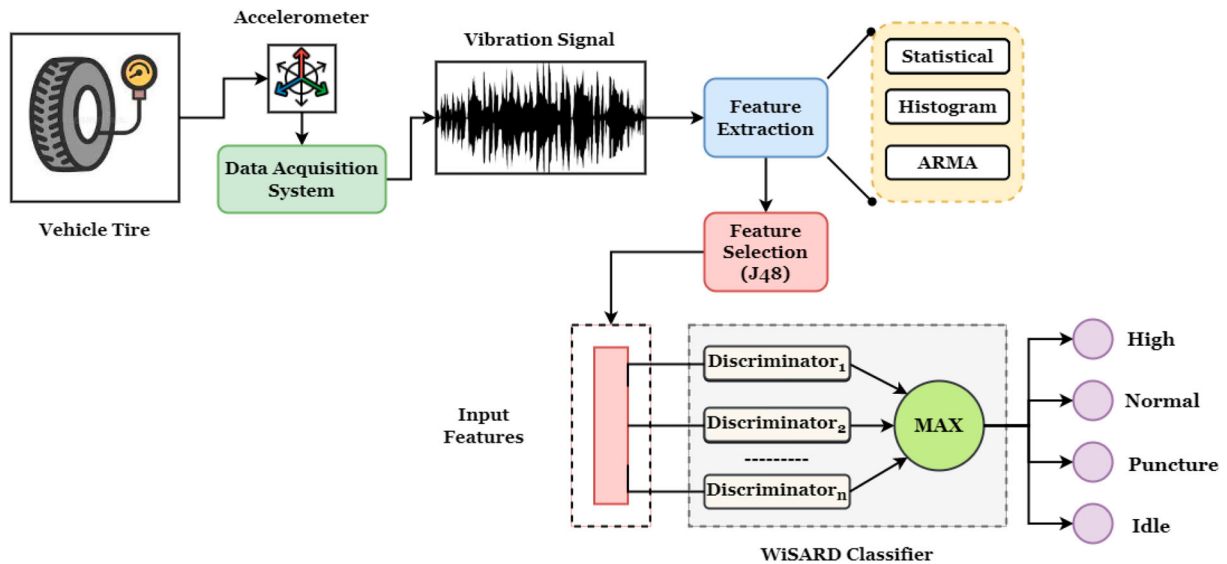 Accelerometer
Vibration Signal
Statistical
Histogram
ARMA
Feature
Extraction
Data Acquisition
System
Vehicle Tire
Feature
Selection
(J48)
Input
Features
Discriminator1
Discriminator2
---------
Discriminatorn
MAX
High
Normal
Puncture
Idle
WiSARD Classifier